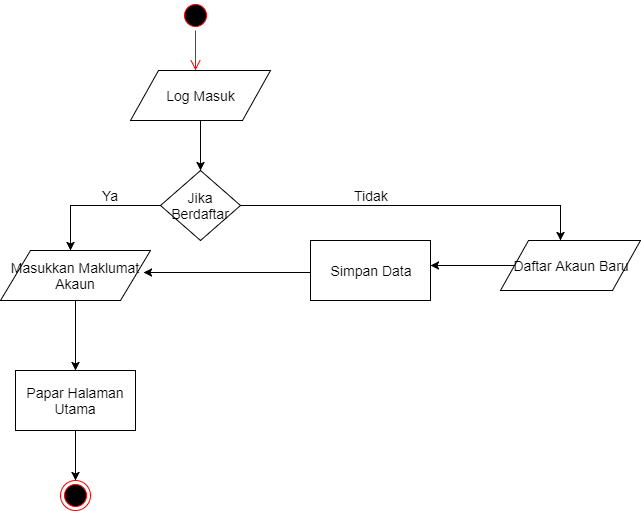 Log Masuk
Jika
Berdaftar
Ya
Tidak
Masukkan Maklumat
Akaun
Simpan Data
Daftar Akaun Baru
Papar Halaman
Utama